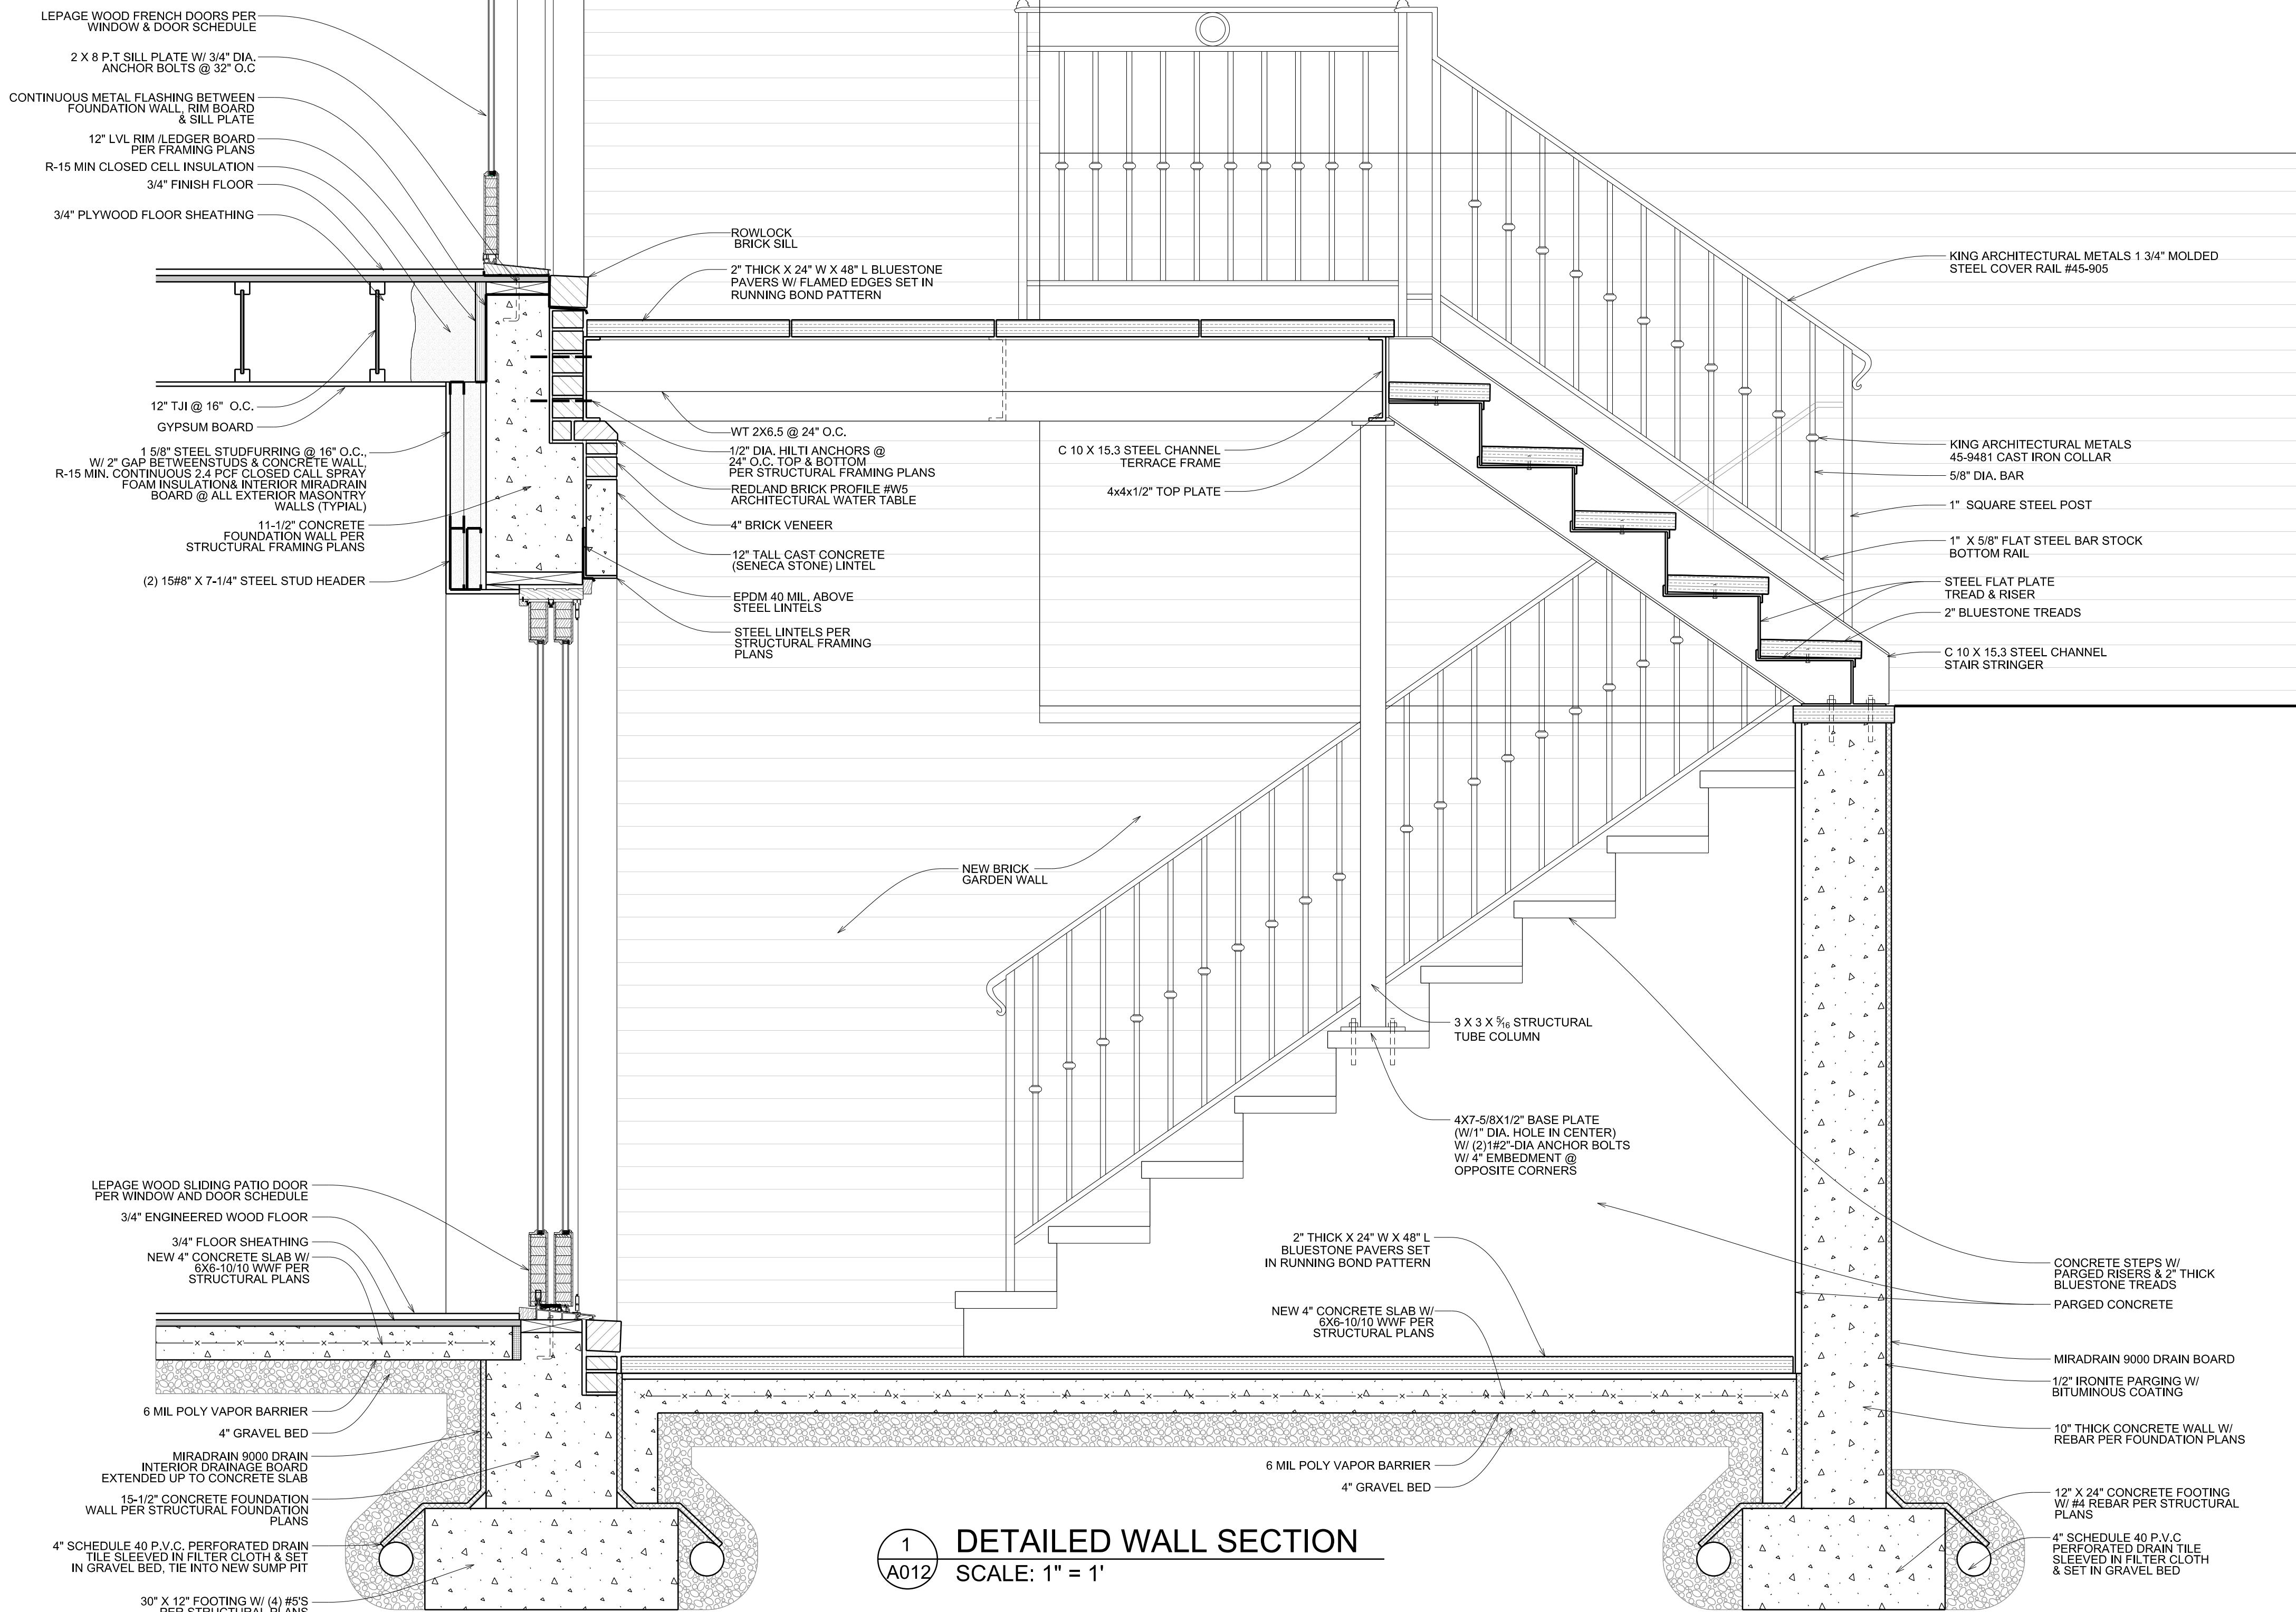 LEPAGE WOOD FRENCH DOORS PER
WINDOW & DOOR SCHEDULE
2 X 8 P.T SILL PLATE W/ 3/4" DIA.
ANCHOR BOLTS @ 32" O.C
CONTINUOUS METAL FLASHING BETWEEN
FOUNDATION WALL, RIM BOARD
& SILL PLATE
12" LVL RIM /LEDGER BOARD
PER FRAMING PLANS
R-15 MIN CLOSED CELL INSULATION
3/4" FINISH FLOOR
3/4" PLYWOOD FLOOR SHEATHING
12" TJI @ 16" O.C.
GYPSUM BOARD
1 5/8" STEEL STUDFURRING @ 16" O.C.,
W/ 2" GAP BETWEENSTUDS & CONCRETE WALL,
R-15 MIN. CONTINUOUS 2.4 PCF CLOSED CALL SPRAY
FOAM INSULATION& INTERIOR MIRADRAIN
BOARD @ ALL EXTERIOR MASONTRY
WALLS (TYPIAL)
11-1/2" CONCRETE
FOUNDATION WALL PER
STRUCTURAL FRAMING PLANS
(2) 15#8" X 7-1/4" STEEL STUD HEADER
ROWLOCK
BRICK SILL
2" THICK X 24" W X 48" L BLUESTONE
PAVERS W/ FLAMED EDGES SET IN
RUNNING BOND PATTERN
WT 2X6.5 @ 24" O.C.
1/2" DIA. HILTI ANCHORS @
24" O.C. TOP & BOTTOM
PER STRUCTURAL FRAMING PLANS
REDLAND BRICK PROFILE #W5
ARCHITECTURAL WATER TABLE
4" BRICK VENEER
12" TALL CAST CONCRETE
(SENECA STONE) LINTEL
EPDM 40 MIL. ABOVE
STEEL LINTELS
STEEL LINTELS PER
STRUCTURAL FRAMING
PLANS
C 10 X 15.3 STEEL CHANNEL
TERRACE FRAME
4x4x1/2" TOP PLATE
KING ARCHITECTURAL METALS 1 3/4" MOLDED
STEEL COVER RAIL #45-905
KING ARCHITECTURAL METALS
45-9481 CAST IRON COLLAR
5/8" DIA. BAR
1" SQUARE STEEL POST
1" X 5/8" FLAT STEEL BAR STOCK
BOTTOM RAIL
STEEL FLAT PLATE
TREAD & RISER
2" BLUESTONE TREADS
C 10 X 15.3 STEEL CHANNEL
STAIR STRINGER
NEW BRICK
GARDEN WALL
3 X 3 X 5/16 STRUCTURAL
TUBE COLUMN
4X7-5/8X1/2" BASE PLATE
(W/1" DIA. HOLE IN CENTER)
W/ (2)1#2"-DIA ANCHOR BOLTS
W/ 4" EMBEDMENT @
OPPOSITE CORNERS
LEPAGE WOOD SLIDING PATIO DOOR
PER WINDOW AND DOOR SCHEDULE
3/4" ENGINEERED WOOD FLOOR
3/4" FLOOR SHEATHING
NEW 4" CONCRETE SLAB W/
6X6-10/10 WWF PER
STRUCTURAL PLANS
6 MIL POLY VAPOR BARRIER
4" GRAVEL BED
MIRADRAIN 9000 DRAIN
INTERIOR DRAINAGE BOARD
EXTENDED UP TO CONCRETE SLAB
15-1/2" CONCRETE FOUNDATION
WALL PER STRUCTURAL FOUNDATION
PLANS
4" SCHEDULE 40 P.V.C. PERFORATED DRAIN
TILE SLEEVED IN FILTER CLOTH & SET
IN GRAVEL BED, TIE INTO NEW SUMP PIT
30" X 12" FOOTING W/ (4) #5'S
PER STRUCTURAL PLANS
2" THICK X 24" W X 48" L
BLUESTONE PAVERS SET
IN RUNNING BOND PATTERN
NEW 4" CONCRETE SLAB W/
6X6-10/10 WWF PER
STRUCTURAL PLANS
6 MIL POLY VAPOR BARRIER
4" GRAVEL BED
CONCRETE STEPS W/
PARGED RISERS & 2" THICK
BLUESTONE TREADS
PARGED CONCRETE
MIRADRAIN 9000 DRAIN BOARD
1/2" IRONITE PARGING W/
BITUMINOUS COATING
10" THICK CONCRETE WALL W/
REBAR PER FOUNDATION PLANS
12" X 24" CONCRETE FOOTING
W/ #4 REBAR PER STRUCTURAL
PLANS
4" SCHEDULE 40 P.V.C
PERFORATED DRAIN TILE
SLEEVED IN FILTER CLOTH
& SET IN GRAVEL BED
1
A012
DETAILED WALL SECTION
SCALE: 1" = 1'